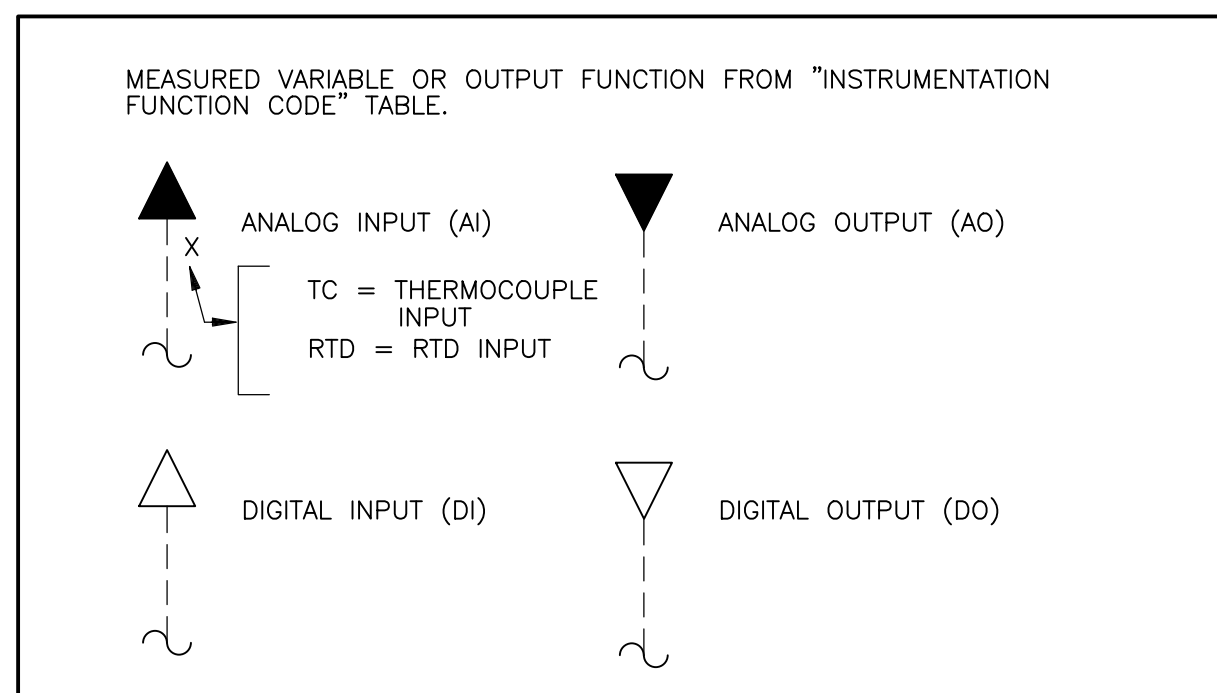 MEASURED VARIABLE OR OUTPUT FUNCTION FROM "INSTRUMENTATION
FUNCTION CODE" TABLE.
ANALOG INPUT (AI)
X
TC = THERMOCOUPLE
INPUT
RTD = RTD INPUT
ANALOG OUTPUT (AO)
DIGITAL INPUT (DI)
DIGITAL OUTPUT (DO)